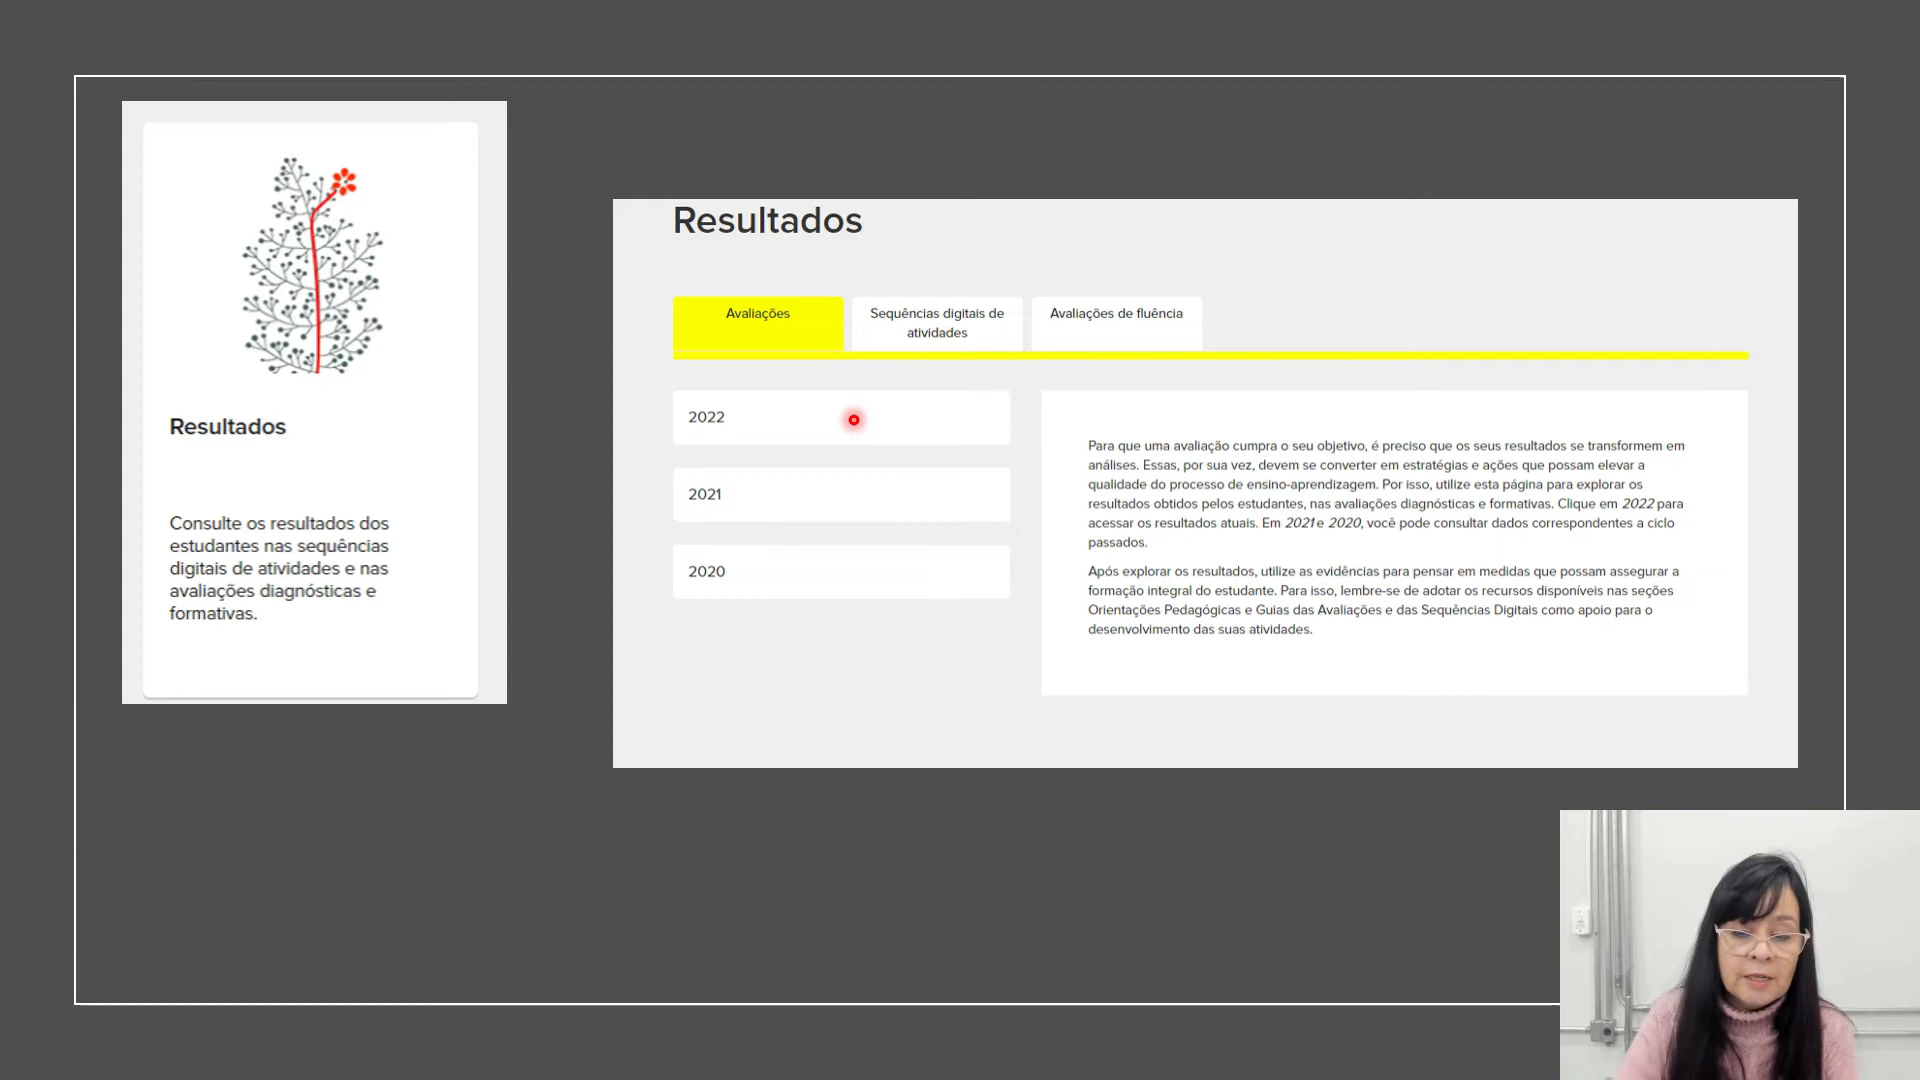 Resultados
Consulte os resultados dos
estudantes nas sequências
digitais de atividades e nas
avaliações diagnósticas e
formativas.
Resultados
Avaliações
Sequências digitais de
atividades
Avaliações de fluência
2022
2021
2020
Para que uma avaliação cumpra o seu objetivo, é preciso que os seus resultados se transformem em
análises. Essas, por sua vez, devem se converter em estratégias e ações que possam elevar a
qualidade do processo de ensino-aprendizagem. Por isso, utilize esta página para explorar os
resultados obtidos pelos estudantes, nas avaliações diagnósticas e formativas. Clique em 2022 para
acessar os resultados atuais. Em 2021 e 2020, você pode consultar dados correspondentes a ciclo
passados.
Após explorar os resultados, utilize as evidências para pensar em medidas que possam assegurar a
formação integral do estudante. Para isso, lembre-se de adotar os recursos disponíveis nas seções
Orientações Pedagógicas e Guias das Avaliações e das Sequências Digitais como apoio para o
desenvolvimento das suas atividades.